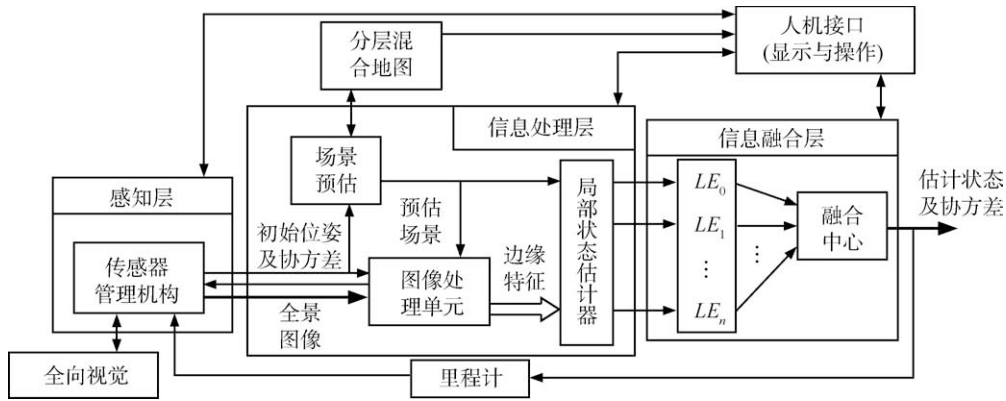 分层混
合地图
人机接口
(显示与操作)
信息处理层
信息融合层
场景
预估
感知层
初始位姿
及协方差
预估
场景
局部状态估计器
LE₀
LE₁
⋮ ⋮
LEₙ
融合
中心
估计状态
及协方差
传感器
管理机构
图像处
理单元
边缘
特征
全景
图像
全向视觉
里程计